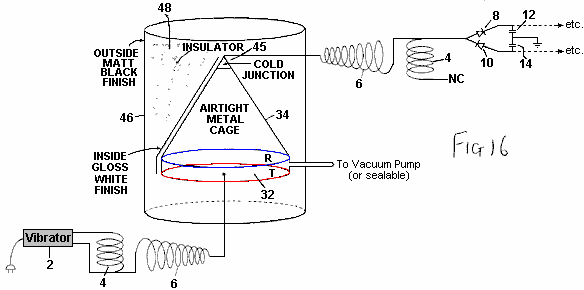 48
8
12
etc.
OUTSIDE
MATT
BLACK
FINISH
INSULATOR
45
COLD
JUNCTION
4
10
14
etc.
NC
6
46
AIRTIGHT
METAL
CAGE
34
INSIDE
GLOSS
WHITE
FINISH
R
T
32
To Vacuum Pump
(or sealable)
FIG 16
Vibrator
2
4
6